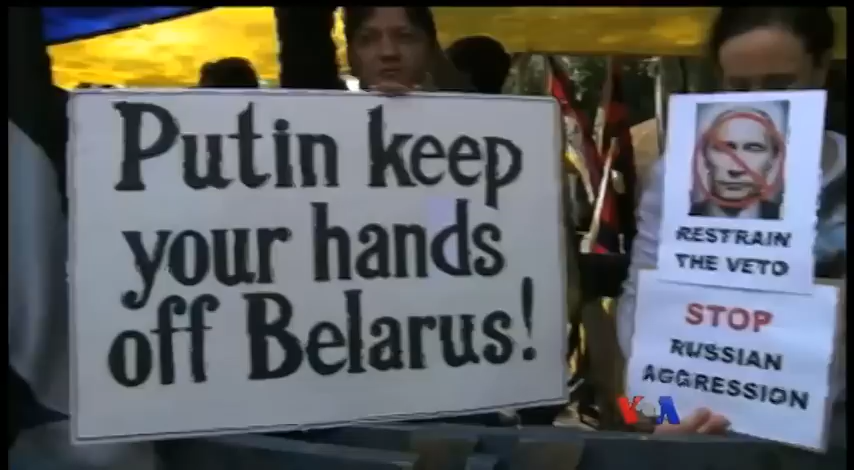 Putin keep
your hands
off Belarus!
RESTRAIN
THE VETO
STOP
RUSSIAN
AGGRESSION
VOA